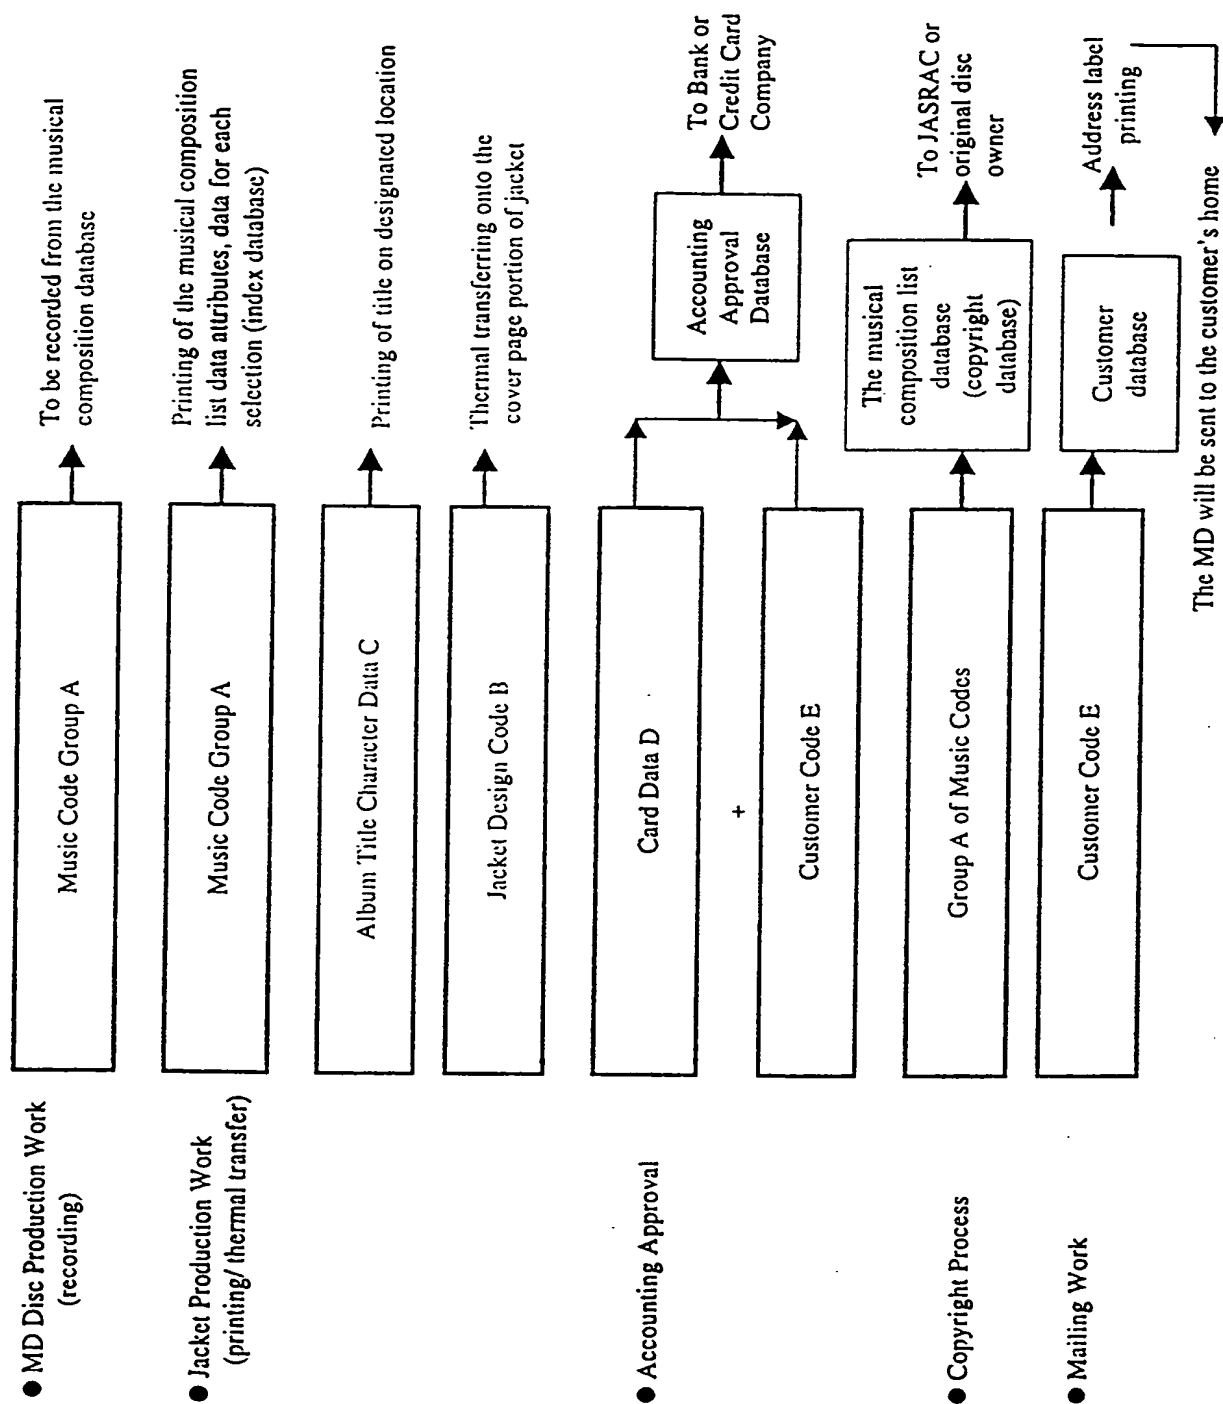 ● MD Disc Production Work
(recording)
Music Code Group A
To be recorded from the musical
composition database
● Jacket Production Work
(printing/ thermal transfer)
Music Code Group A
Printing of the musical composition
list data attributes, data for each
selection (index database)
Album Title Character Data C
Printing of title on designated location
Jacket Design Code B
Thermal transferring onto the
cover page portion of jacket
● Accounting Approval
Card Data D
+
Customer Code E
Accounting
Approval
Database
To Bank or
Credit Card
Company
● Copyright Process
Group A of Music Codes
The musical
composition list
database
(copyright
database)
To JASRAC or
original disc
owner
● Mailing Work
Customer Code E
Customer
database
Address label
printing
The MD will be sent to the customer's home